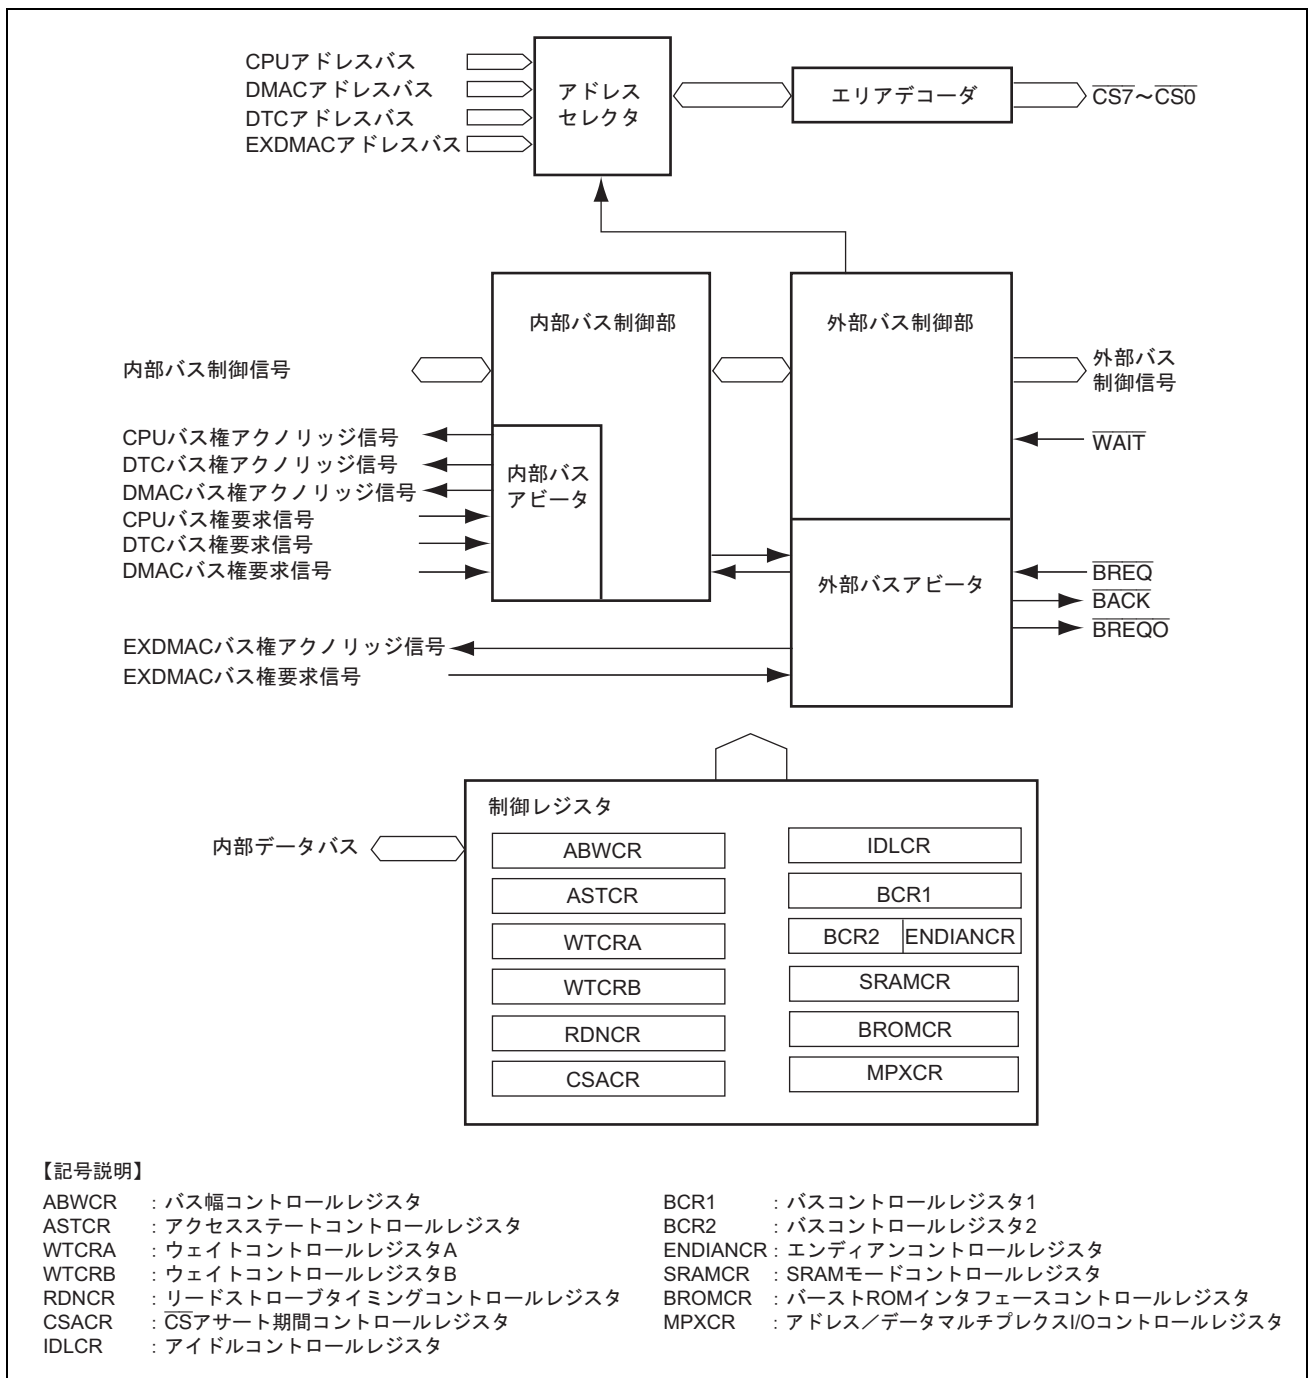 CPUアドレスバス
DMACアドレスバス
DTCアドレスバス
EXDMACアドレスバス
アドレス
セレクタ
エリアデコーダ
CS7～CS0
内部バス制御部
外部バス制御部
内部バス制御信号
外部バス
制御信号
CPUバス権アクノリッジ信号
DTCバス権アクノリッジ信号
DMACバス権アクノリッジ信号
CPUバス権要求信号
DTCバス権要求信号
DMACバス権要求信号
内部バス
アビータ
WAIT
外部バスアビータ
BREQ
BACK
BREQO
EXDMACバス権アクノリッジ信号
EXDMACバス権要求信号
制御レジスタ
内部データバス
ABWCR
ASTCR
WTCRA
WTCRB
RDNCR
CSACR
IDLCR
BCR1
BCR2 ENDIANCR
SRAMCR
BROMCR
MPXCR
【記号説明】
ABWCR : バス幅コントロールレジスタ
ASTCR : アクセスステートコントロールレジスタ
WTCRA : ウェイトコントロールレジスタA
WTCRB : ウェイトコントロールレジスタB
RDNCR : リードストローブタイミングコントロールレジスタ
CSACR : CSアサート期間コントロールレジスタ
IDLCR : アイドルコントロールレジスタ
BCR1 : バスコントロールレジスタ1
BCR2 : バスコントロールレジスタ2
ENDIANCR : エンディアンコントロールレジスタ
SRAMCR : SRAMモードコントロールレジスタ
BROMCR : バーストROMインタフェースコントロールレジスタ
MPXCR : アドレス／データマルチプレクスI/Oコントロールレジスタ